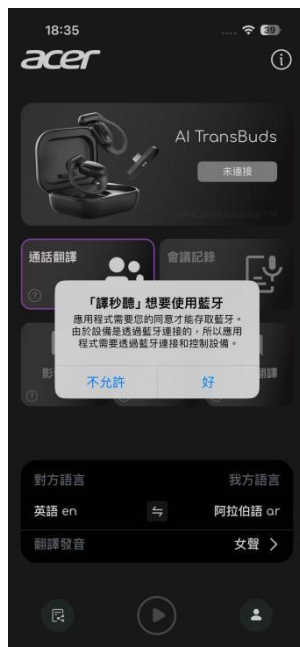 18:35
39
acer
AI TransBuds
未連接
通話翻譯
會議記錄
「譯秒聽」想要使用藍牙
應用程式需要您的同意才能存取藍牙。
由於設備是透過藍牙連接的，所以應用
程式需要透過藍牙連接和控制設備。
不允許
好
影
翻譯
對方語言
我方語言
英語 en
阿拉伯語 ar
翻譯發音
女聲